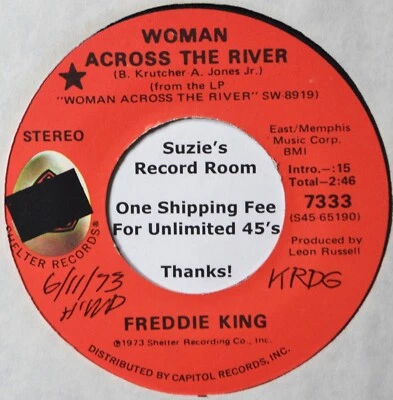 WOMAN
ACROSS THE RIVER
(B. Krutcher A. Jones Jr.)
(from the LP
"WOMAN ACROSS THE RIVER" SW-8919)
STEREO
East/Memphis
Music Corp.
BMI
Intro.—:15
Total—2:46
7333
(S45-65190)
Produced by
Leon Russell
Suzie's
Record Room
One Shipping Fee
For Unlimited 45's
Thanks!
SHELTER RECORDS®
6/11/73
KRDG
FREDDIE KING
℗1973 Shelter Recording Co., Inc.
DISTRIBUTED BY CAPITOL RECORDS, INC.